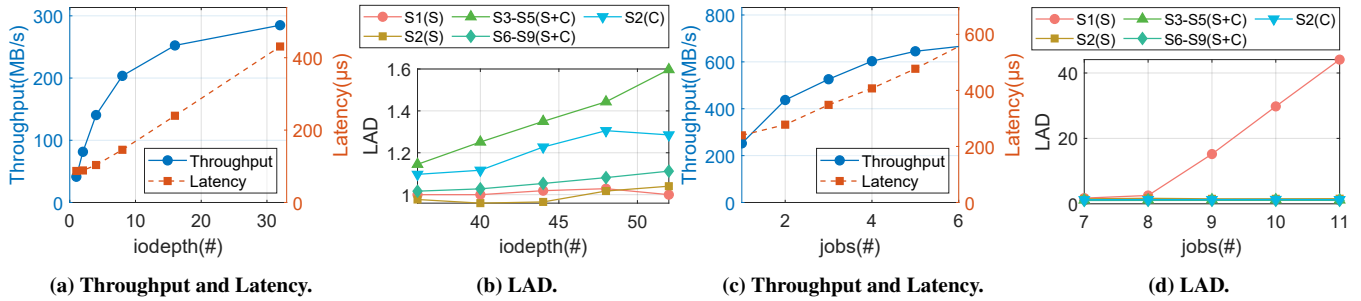 Throughput(MB/s)
300
200
100
0
Latency(μs)
400
200
0
Throughput
Latency
0 10 20 30
iodepth(#)
(a) Throughput and Latency.
S1(S) S3-S5(S+C) S2(C)
S2(S) S6-S9(S+C)
LAD
1.6
1.4
1.2
1
40 45 50
iodepth(#)
(b) LAD.
Throughput(MB/s)
800
600
400
200
0
Latency(μs)
600
400
200
0
Throughput
Latency
2 4 6
jobs(#)
(c) Throughput and Latency.
S1(S) S3-S5(S+C) S2(C)
S2(S) S6-S9(S+C)
LAD
40
20
0
7 8 9 10 11
jobs(#)
(d) LAD.